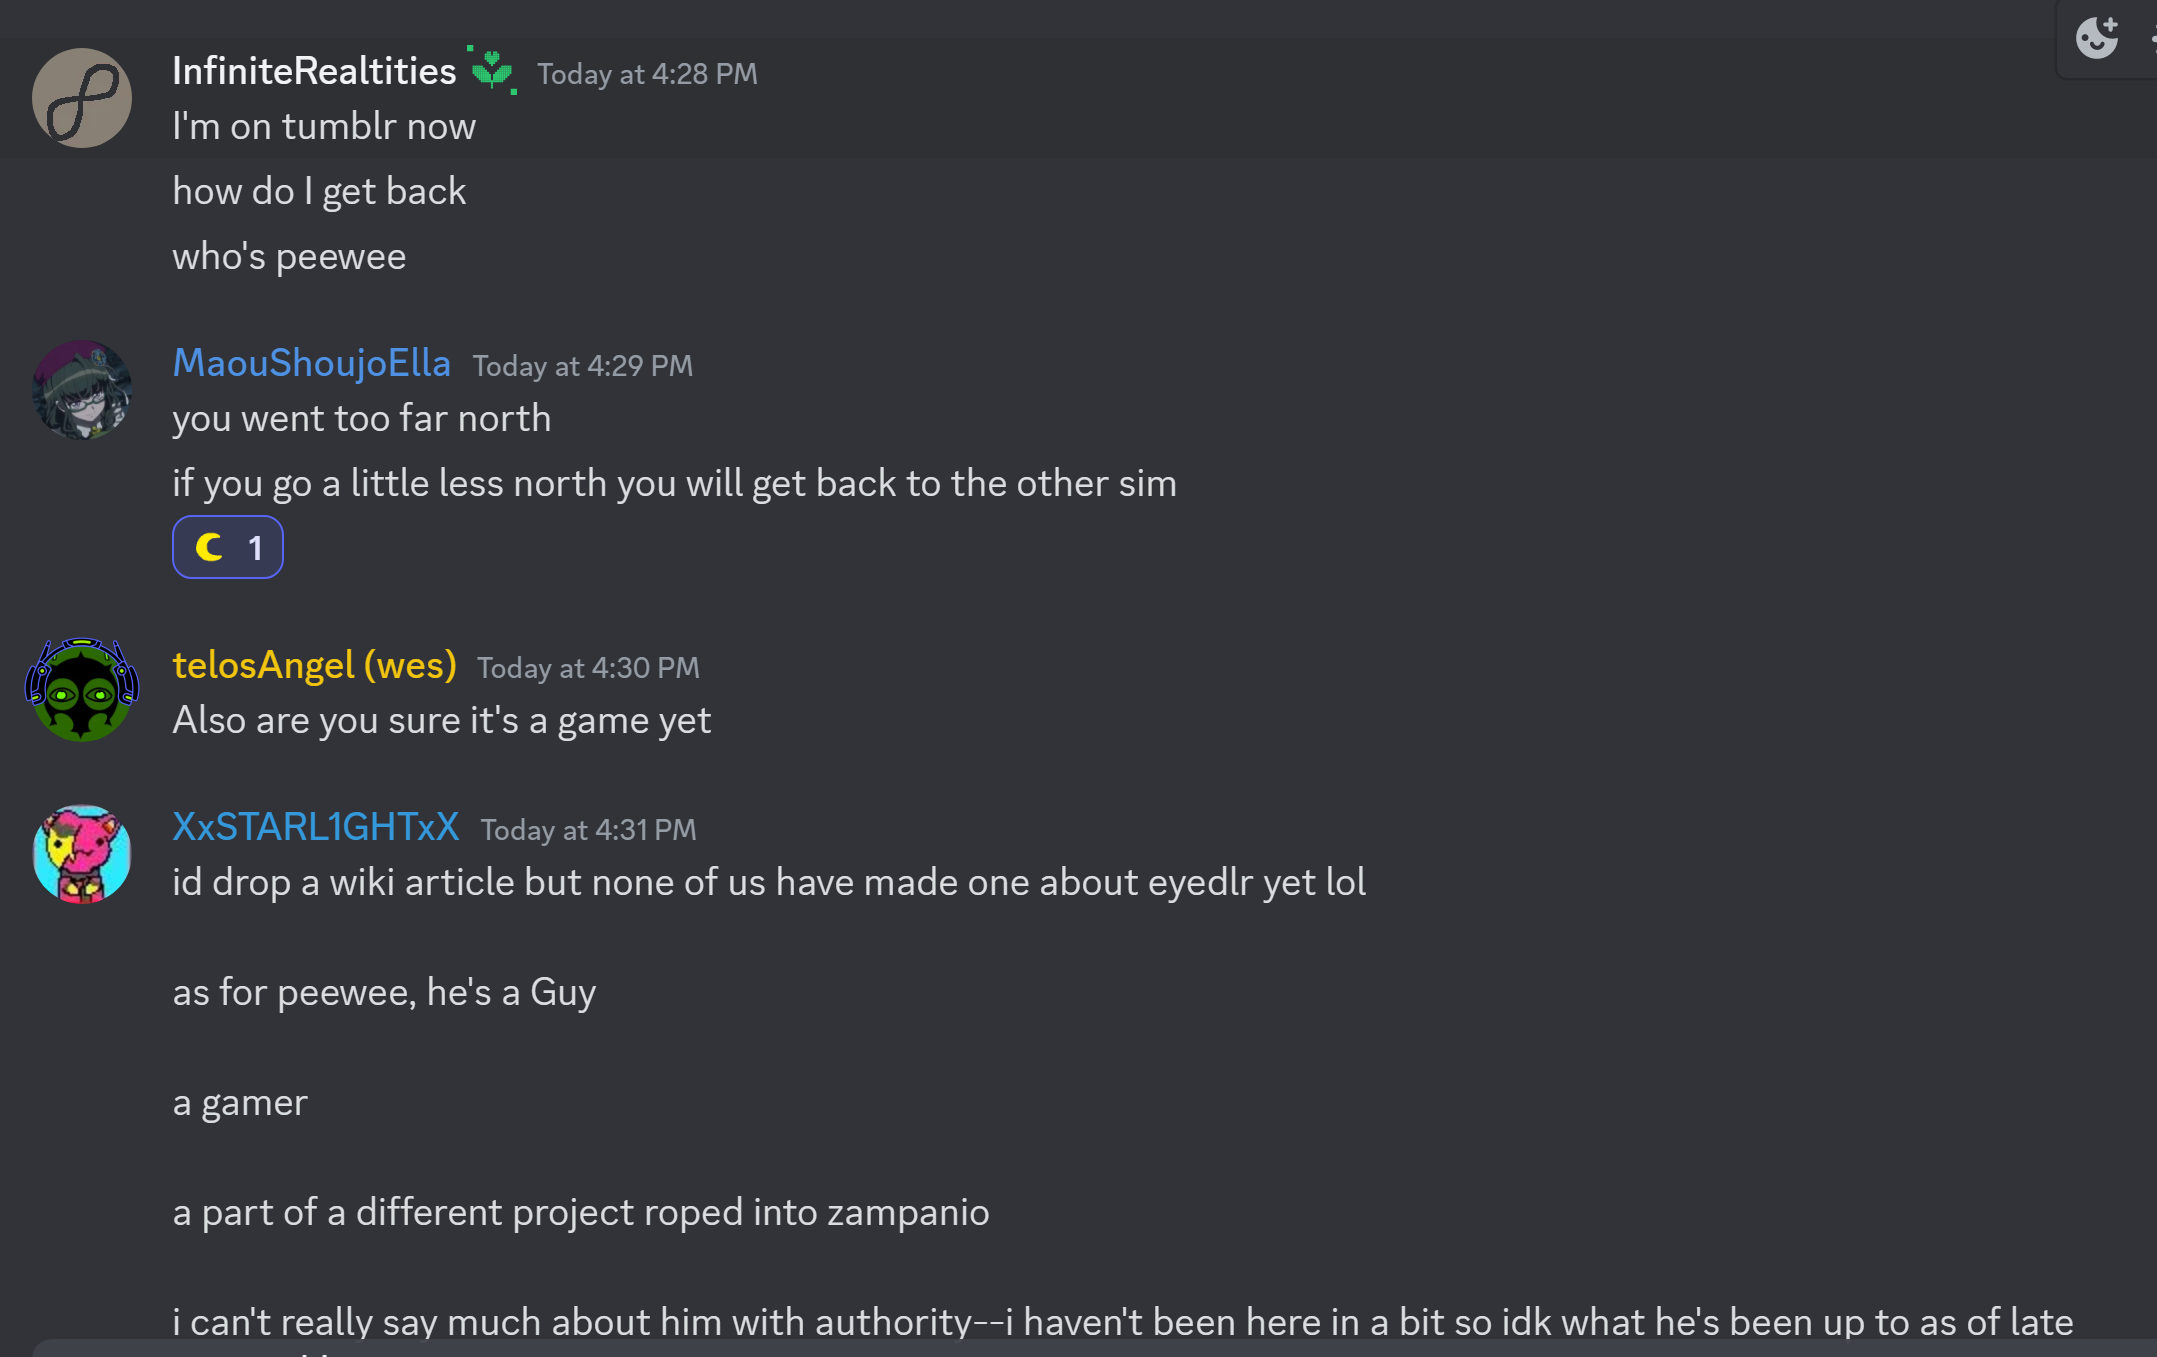 InfiniteRealtities Today at 4:28 PM
I'm on tumblr now
how do I get back
who's peewee
MaouShoujoElla Today at 4:29 PM
you went too far north
if you go a little less north you will get back to the other sim
1
telosAngel (wes) Today at 4:30 PM
Also are you sure it's a game yet
XxSTARL1GHTxX Today at 4:31 PM
id drop a wiki article but none of us have made one about eyedlr yet lol
as for peewee, he's a Guy
a gamer
a part of a different project roped into zampanio
i can't really say much about him with authority--i haven't been here in a bit so idk what he's been up to as of late